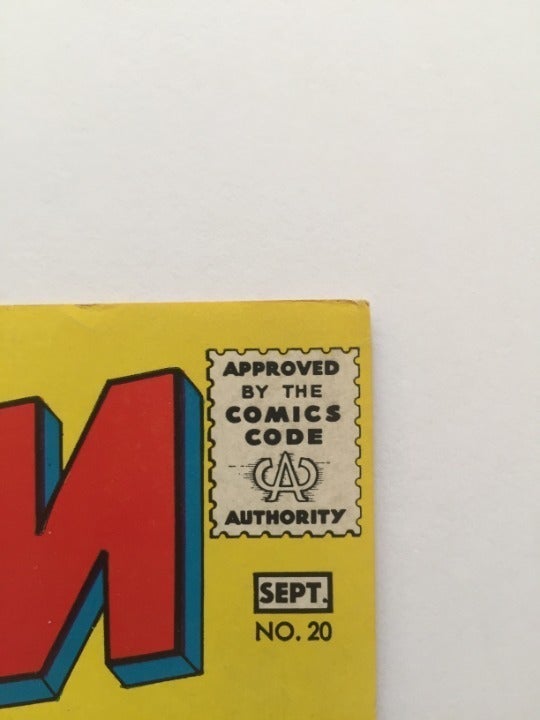 N
APPROVED
BY THE
COMICS
CODE
CA
AUTHORITY
SEPT.
NO. 20